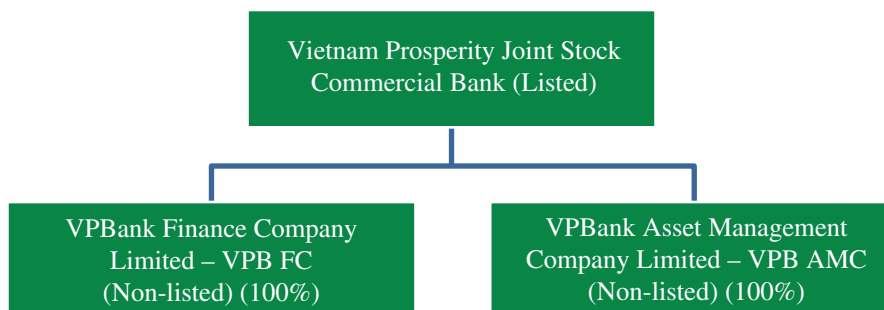 Vietnam Prosperity Joint Stock
Commercial Bank (Listed)
VPBank Finance Company
Limited – VPB FC
(Non-listed) (100%)
VPBank Asset Management
Company Limited – VPB AMC
(Non-listed) (100%)